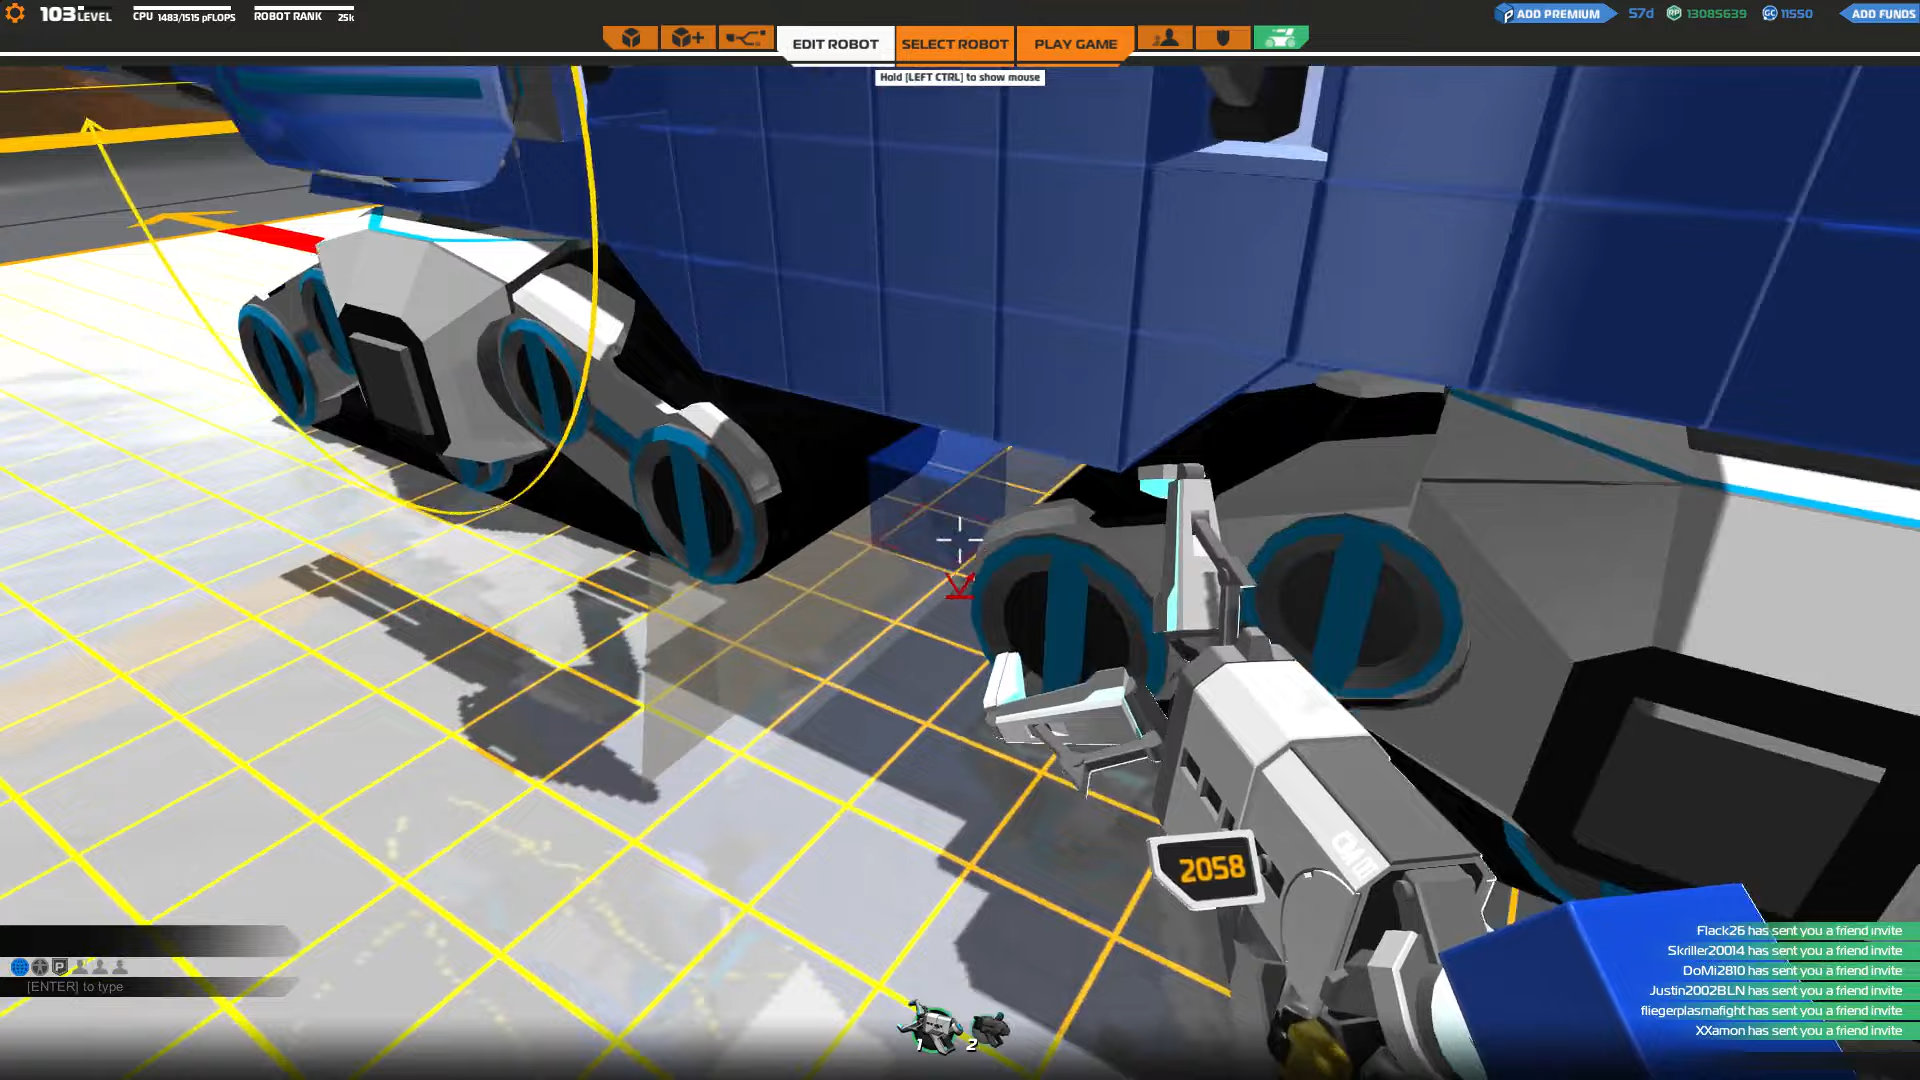 103 LEVEL
CPU 1483/1515 pFLOPS
ROBOT RANK 25k
ADD PREMIUM
57d
RP 13085639
GC 11550
ADD FUNDS
EDIT ROBOT
SELECT ROBOT
PLAY GAME
Hold [LEFT CTRL] to show mouse
2058
Flack26 has sent you a friend invite
Skriller20014 has sent you a friend invite
DoMi2810 has sent you a friend invite
Justin2002BLN has sent you a friend invite
fliegerplasmafight has sent you a friend invite
XXamon has sent you a friend invite
P
[ENTER] to type
1
2